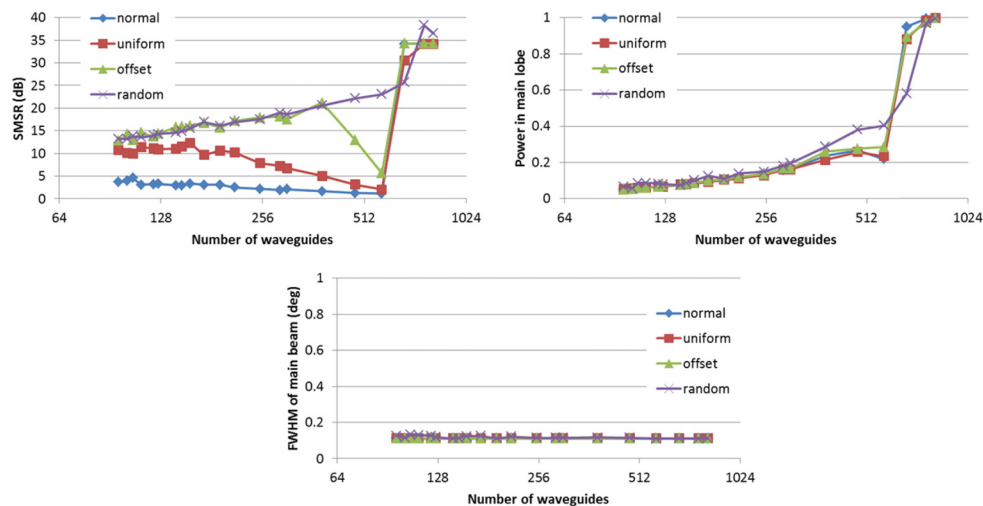 SMSR (dB)
40
35
30
25
20
15
10
5
0
normal
uniform
offset
random
64
128
256
512
1024
Number of waveguides
Power in main lobe
1
0.8
0.6
0.4
0.2
0
normal
uniform
offset
random
64
128
256
512
1024
Number of waveguides
FWHM of main beam (deg)
1
0.8
0.6
0.4
0.2
0
normal
uniform
offset
random
64
128
256
512
1024
Number of waveguides